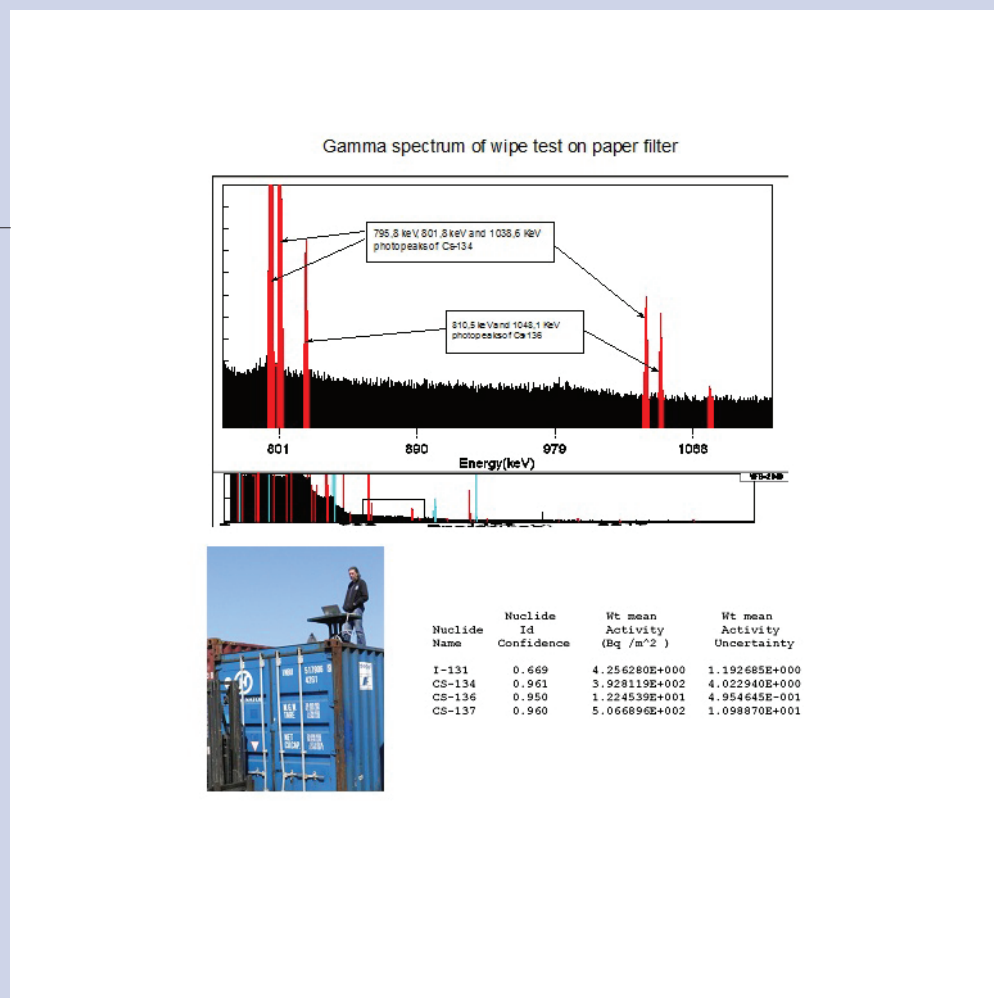 Gamma spectrum of wipe test on paper filter
795,8 keV, 801,8 keV and 1038,6 KeV
photopeaks of Cs-134
810,5 keV and 1048,1 KeV
photopeaks of Cs-136
801 890 979 1068
Energy(keV)
Nuclide Wt mean Wt mean
Nuclide Id Activity Activity
Name Confidence (Bq /m^2 ) Uncertainty
I-131 0.669 4.256280E+000 1.192685E+000
CS-134 0.961 3.928119E+002 4.022940E+000
CS-136 0.950 1.224539E+001 4.954645E-001
CS-137 0.960 5.066896E+002 1.098870E+001